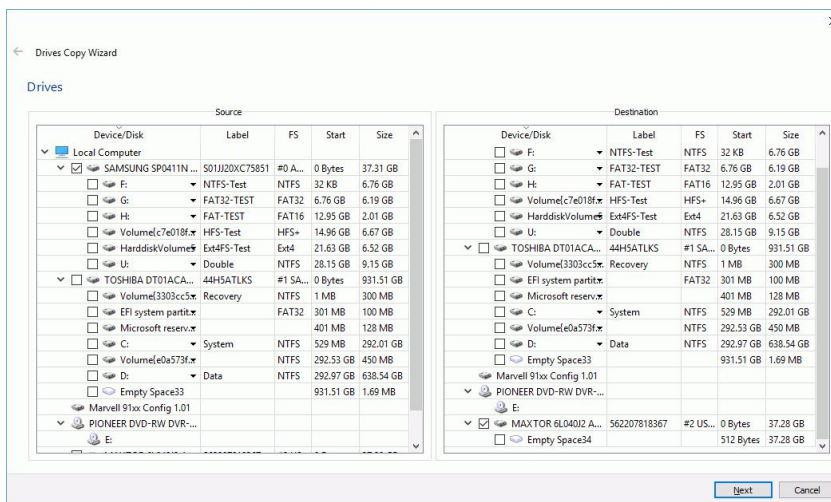 Drives Copy Wizard
Drives
Source
Device/Disk Label FS Start Size
Local Computer
SAMSUNG SP0411N ... S01JJ20XC75851 #0 A... 0 Bytes 37.31 GB
F: NTFS-Test NTFS 32 KB 6.76 GB
G: FAT32-TEST FAT32 6.76 GB 6.19 GB
H: FAT-TEST FAT16 12.95 GB 2.01 GB
Volume{c7e018f. HFS-Test HFS+ 14.96 GB 6.67 GB
HarddiskVolume Ext4FS-Test Ext4 21.63 GB 6.52 GB
U: Double NTFS 28.15 GB 9.15 GB
TOSHIBA DT01ACA... 44H5ATLKS #1 SA... 0 Bytes 931.51 GB
Volume{3303cc5 Recovery NTFS 1 MB 300 MB
EFI system partit. FAT32 301 MB 100 MB
Microsoft reserv. 401 MB 128 MB
C: System NTFS 529 MB 292.01 GB
Volume{e0a573f. NTFS 292.53 GB 450 MB
D: Data NTFS 292.97 GB 638.54 GB
Empty Space33 931.51 GB 1.69 MB
Marvell 91xx Config 1.01
PIONEER DVD-RW DVR-...
E:
Destination
Device/Disk Label FS Start Size
F: NTFS-Test NTFS 32 KB 6.76 GB
G: FAT32-TEST FAT32 6.76 GB 6.19 GB
H: FAT-TEST FAT16 12.95 GB 2.01 GB
Volume{c7e018f. HFS-Test HFS+ 14.96 GB 6.67 GB
HarddiskVolume Ext4FS-Test Ext4 21.63 GB 6.52 GB
U: Double NTFS 28.15 GB 9.15 GB
TOSHIBA DT01ACA... 44H5ATLKS #1 SA... 0 Bytes 931.51 GB
Volume{3303cc5 Recovery NTFS 1 MB 300 MB
EFI system partit. FAT32 301 MB 100 MB
Microsoft reserv. 401 MB 128 MB
C: System NTFS 529 MB 292.01 GB
Volume{e0a573f. NTFS 292.53 GB 450 MB
D: Data NTFS 292.97 GB 638.54 GB
Empty Space33 931.51 GB 1.69 MB
Marvell 91xx Config 1.01
PIONEER DVD-RW DVR-...
E:
MAXTOR 6L040J2 A... 562207818367 #2 US... 0 Bytes 37.28 GB
Empty Space34 512 Bytes 37.28 GB
Next Cancel